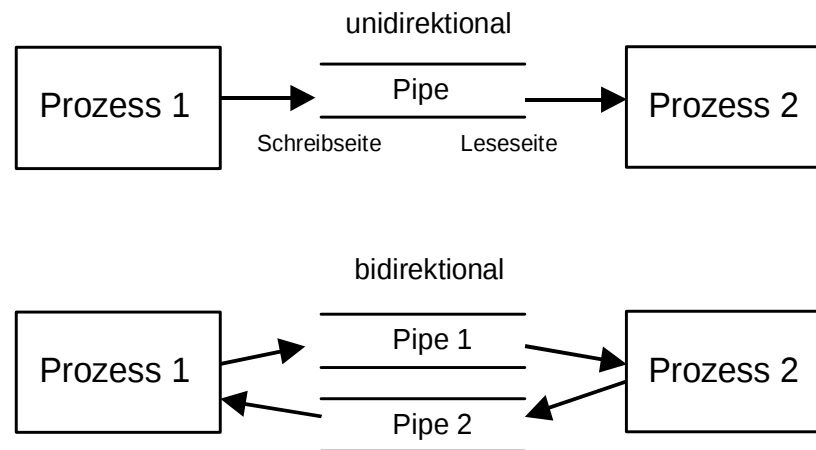 unidirektional
Prozess 1
Pipe
Prozess 2
Schreibseite
Leseseite
bidirektional
Prozess 1
Pipe 1
Prozess 2
Pipe 2